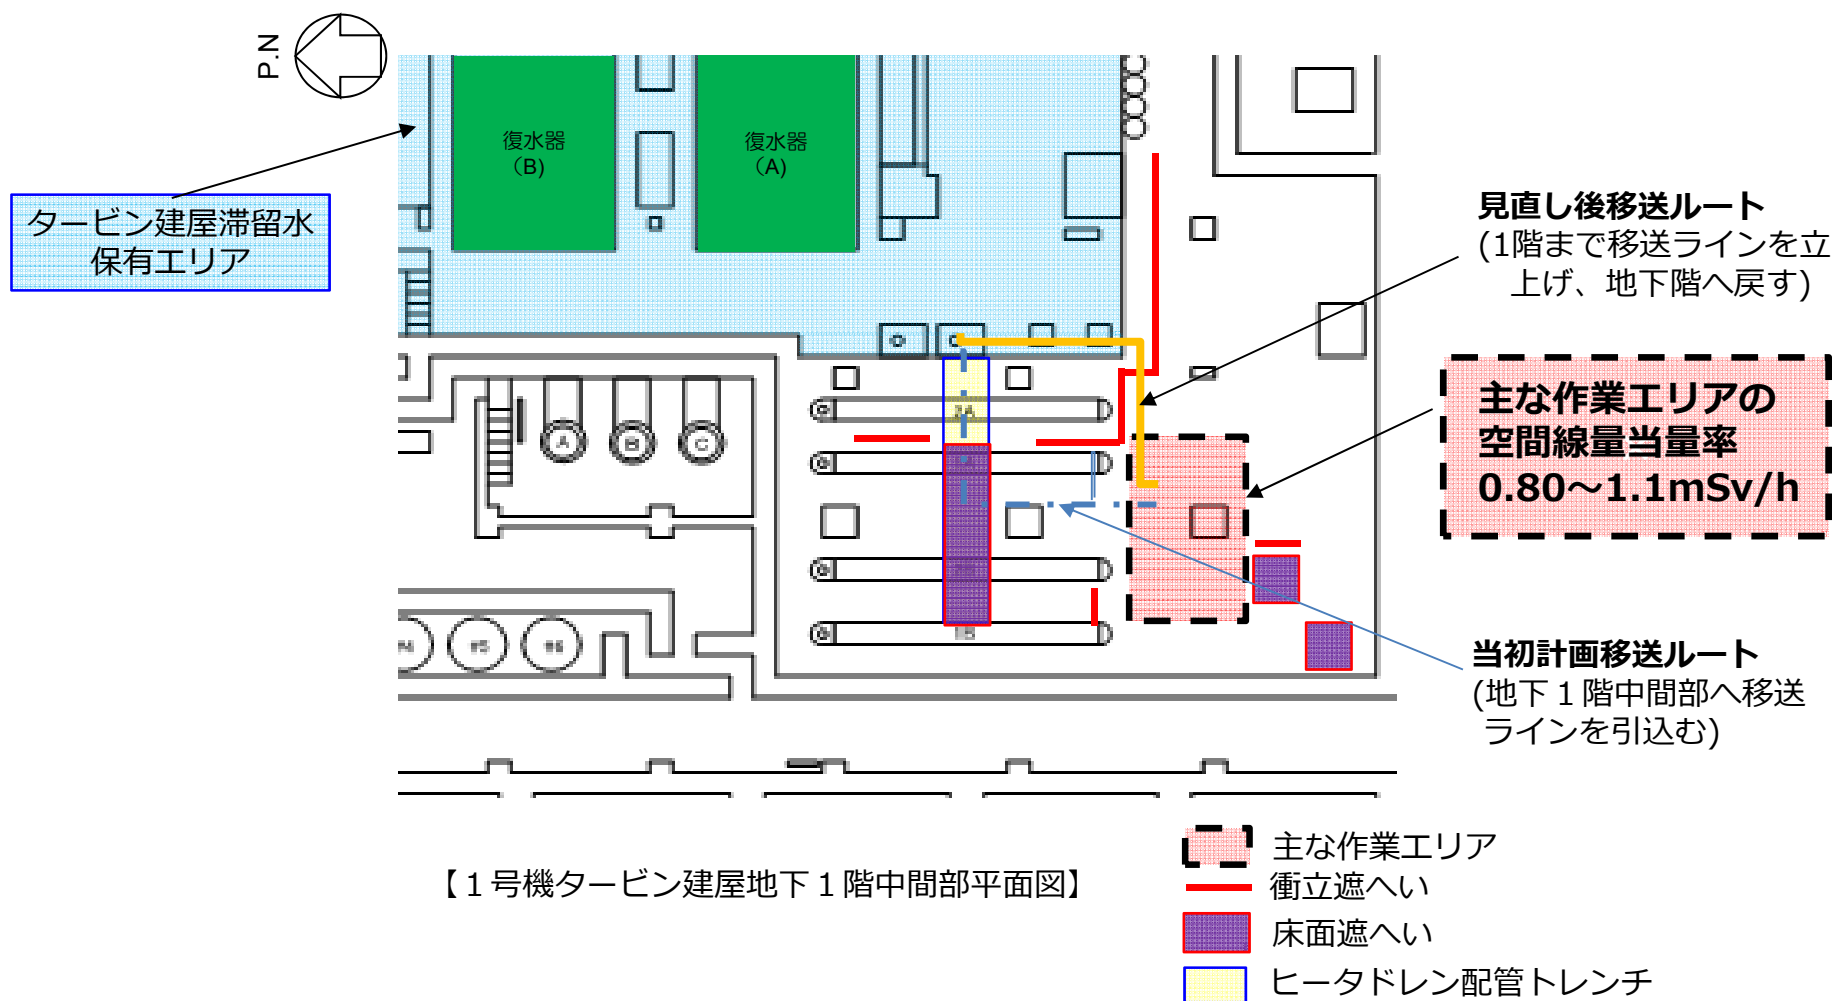 P.N
復水器
（B)
復水器
（A)
タービン建屋滞留水
保有エリア
見直し後移送ルート
(1階まで移送ラインを立
上げ、地下階へ戻す)
主な作業エリアの
空間線量当量率
0.80～1.1mSv/h
A
B
C
2A
1B
#5
#6
当初計画移送ルート
(地下１階中間部へ移送
ラインを引込む)
【１号機タービン建屋地下１階中間部平面図】
主な作業エリア
衝立遮へい
床面遮へい
ヒータドレン配管トレンチ